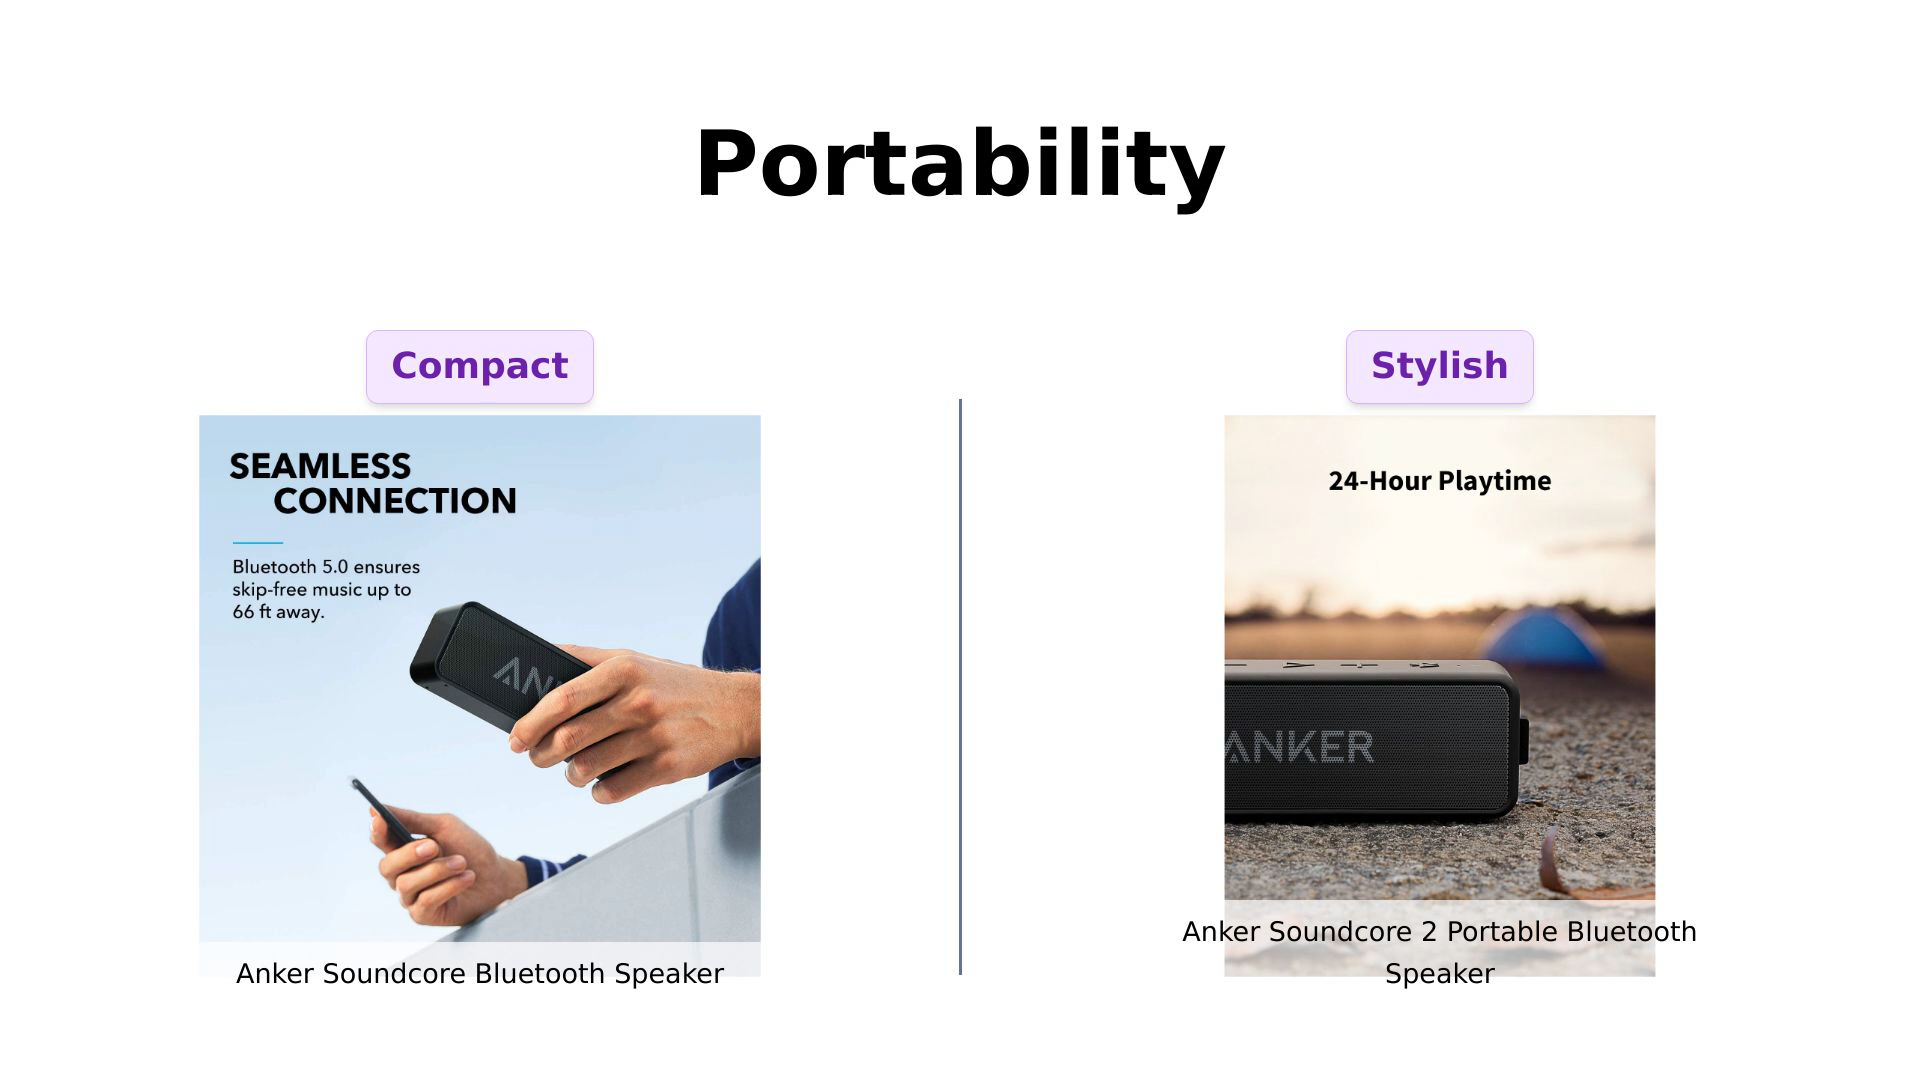 Portability
Compact
SEAMLESS
CONNECTION
Bluetooth 5.0 ensures
skip-free music up to
66 ft away.
AN
Anker Soundcore Bluetooth Speaker
Stylish
24-Hour Playtime
ANKER
Anker Soundcore 2 Portable Bluetooth
Speaker